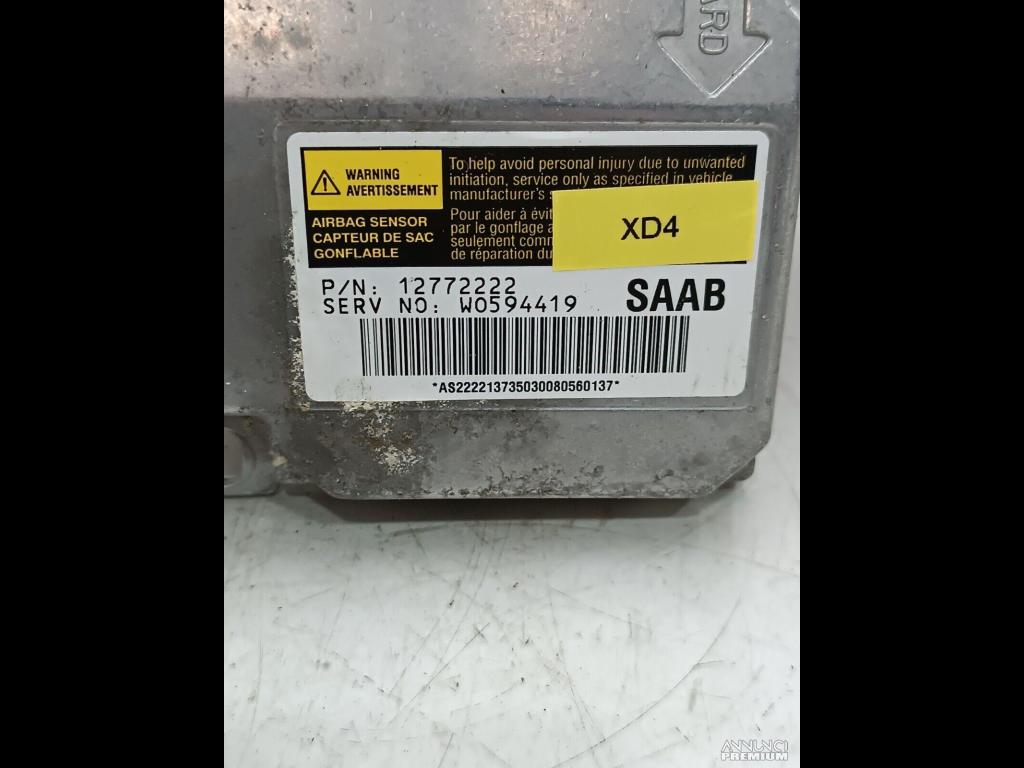 ARD
WARNING
AVERTISSEMENT
AIRBAG SENSOR
CAPTEUR DE SAC
GONFLABLE
To help avoid personal injury due to unwanted
initiation, service only as specified in vehicle
manufacturer's
Pour aider à évit
par le gonflage a
seulement comm
de réparation du
XD4
P/N: 12772222
SERV NO: W0594419
SAAB
*AS222213735030080560137*
ANNUNCI
PREMIUM